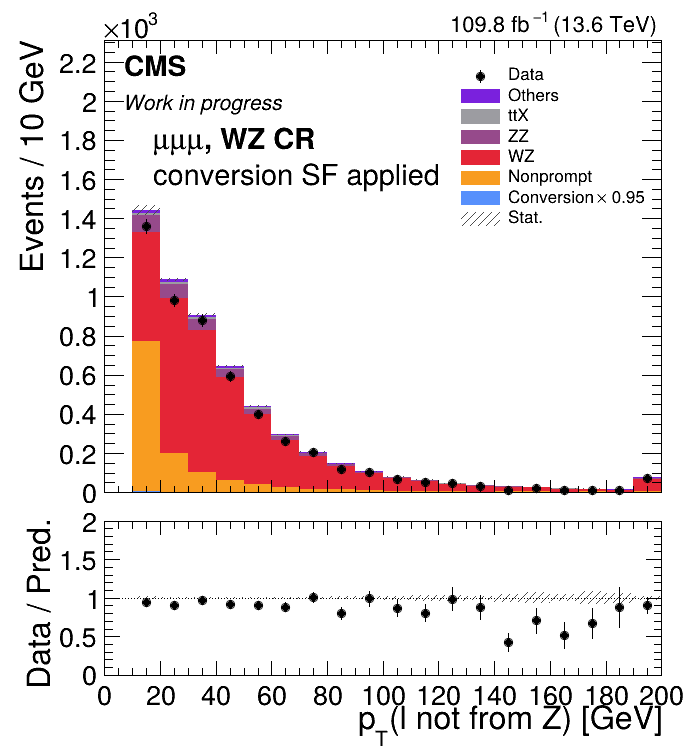 ×10³
109.8 fb⁻¹ (13.6 TeV)
Events / 10 GeV
2.2
2
1.8
1.6
1.4
1.2
1
0.8
0.6
0.4
0.2
0
CMS
Work in progress
μμμ, WZ CR
conversion SF applied
Data
Others
ttX
ZZ
WZ
Nonprompt
Conversion × 0.95
Stat.
Data / Pred.
2
1.5
1
0.5
0
0 20 40 60 80 100 120 140 160 180 200
p_T(l not from Z) [GeV]